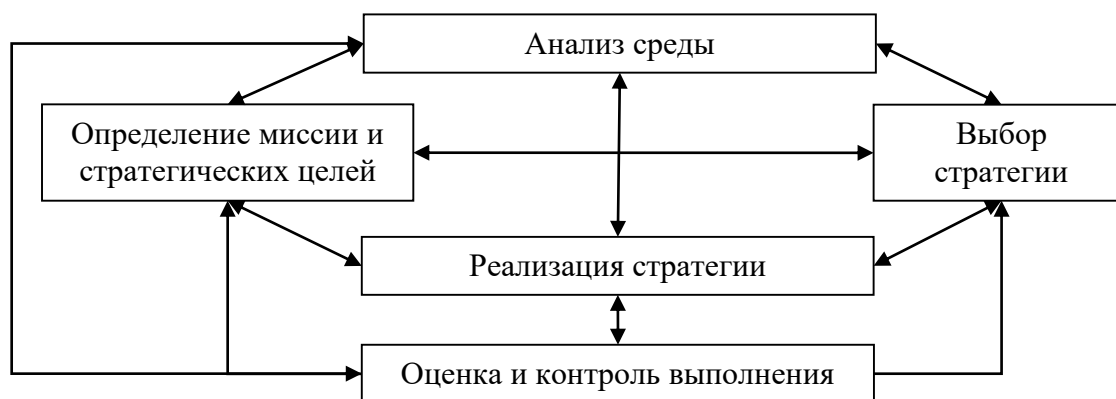 Анализ среды
Определение миссии и
стратегических целей
Выбор
стратегии
Реализация стратегии
Оценка и контроль выполнения